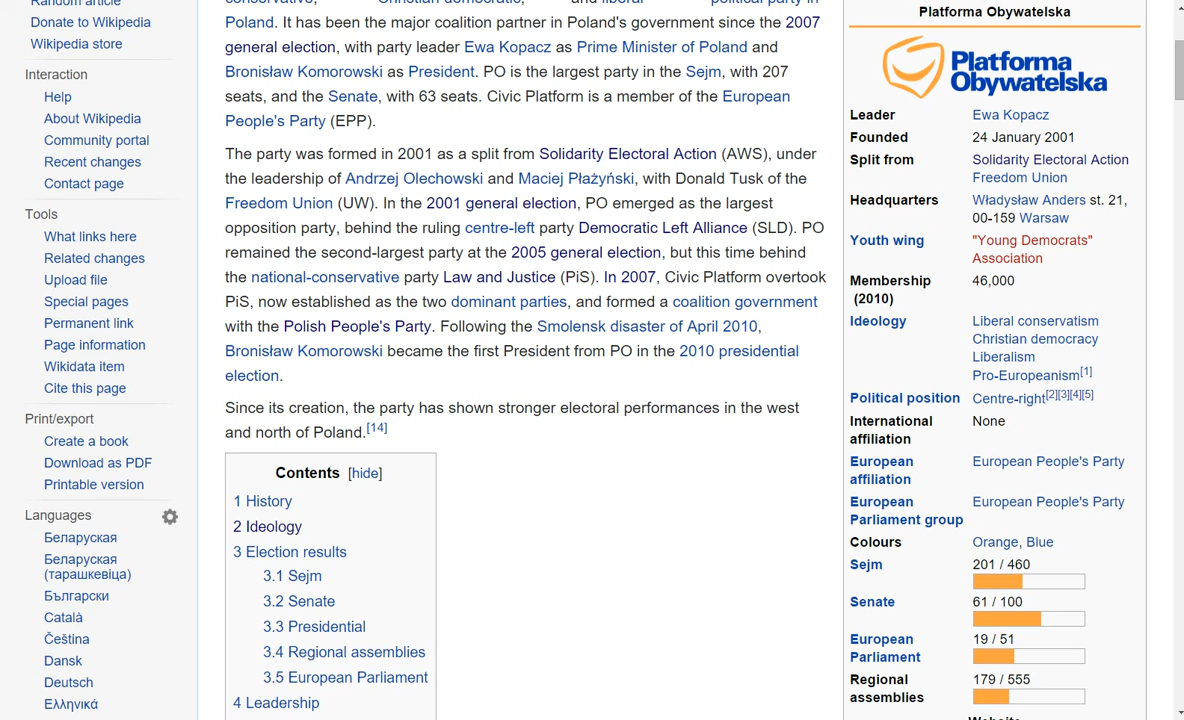 Random article
Donate to Wikipedia
Wikipedia store
Interaction
Help
About Wikipedia
Community portal
Recent changes
Contact page
Tools
What links here
Related changes
Upload file
Special pages
Permanent link
Page information
Wikidata item
Cite this page
Print/export
Create a book
Download as PDF
Printable version
Languages
Беларуская
Беларуская
(тарашкевіца)
Български
Català
Čeština
Dansk
Deutsch
Ελληνικά
conservative, Christian democratic, and liberal political party in
Poland. It has been the major coalition partner in Poland's government since the 2007
general election, with party leader Ewa Kopacz as Prime Minister of Poland and
Bronisław Komorowski as President. PO is the largest party in the Sejm, with 207
seats, and the Senate, with 63 seats. Civic Platform is a member of the European
People's Party (EPP).
The party was formed in 2001 as a split from Solidarity Electoral Action (AWS), under
the leadership of Andrzej Olechowski and Maciej Płażyński, with Donald Tusk of the
Freedom Union (UW). In the 2001 general election, PO emerged as the largest
opposition party, behind the ruling centre-left party Democratic Left Alliance (SLD). PO
remained the second-largest party at the 2005 general election, but this time behind
the national-conservative party Law and Justice (PiS). In 2007, Civic Platform overtook
PiS, now established as the two dominant parties, and formed a coalition government
with the Polish People's Party. Following the Smolensk disaster of April 2010,
Bronisław Komorowski became the first President from PO in the 2010 presidential
election.
Since its creation, the party has shown stronger electoral performances in the west
and north of Poland.[14]
Contents [hide]
1 History
2 Ideology
3 Election results
3.1 Sejm
3.2 Senate
3.3 Presidential
3.4 Regional assemblies
3.5 European Parliament
4 Leadership
Platforma Obywatelska
Platforma
Obywatelska
Leader Ewa Kopacz
Founded 24 January 2001
Split from Solidarity Electoral Action
Freedom Union
Headquarters Władysław Anders st. 21,
00-159 Warsaw
Youth wing "Young Democrats"
Association
Membership 46,000
(2010)
Ideology Liberal conservatism
Christian democracy
Liberalism
Pro-Europeanism[1]
Political position Centre-right[2][3][4][5]
International None
affiliation
European European People's Party
affiliation
European European People's Party
Parliament group
Colours Orange, Blue
Sejm 201 / 460
Senate 61 / 100
European 19 / 51
Parliament
Regional 179 / 555
assemblies
Website